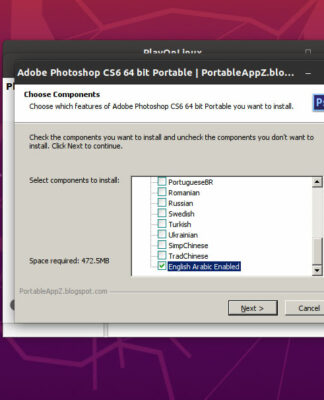 PlayOnLinux
Adobe Photoshop CS6 64 bit Portable | PortableAppZ.blo...
Choose Components
Choose which features of Adobe Photoshop CS6 64 bit Portable you want to install.
Check the components you want to install and uncheck the components you don't want to
install. Click Next to continue.
Select components to install:
PortugueseBR
Romanian
Russian
Swedish
Turkish
Ukrainian
SimpChinese
TradChinese
English Arabic Enabled
Space required: 472.5MB
PortableAppZ.blogspot.com
Next >
Cancel